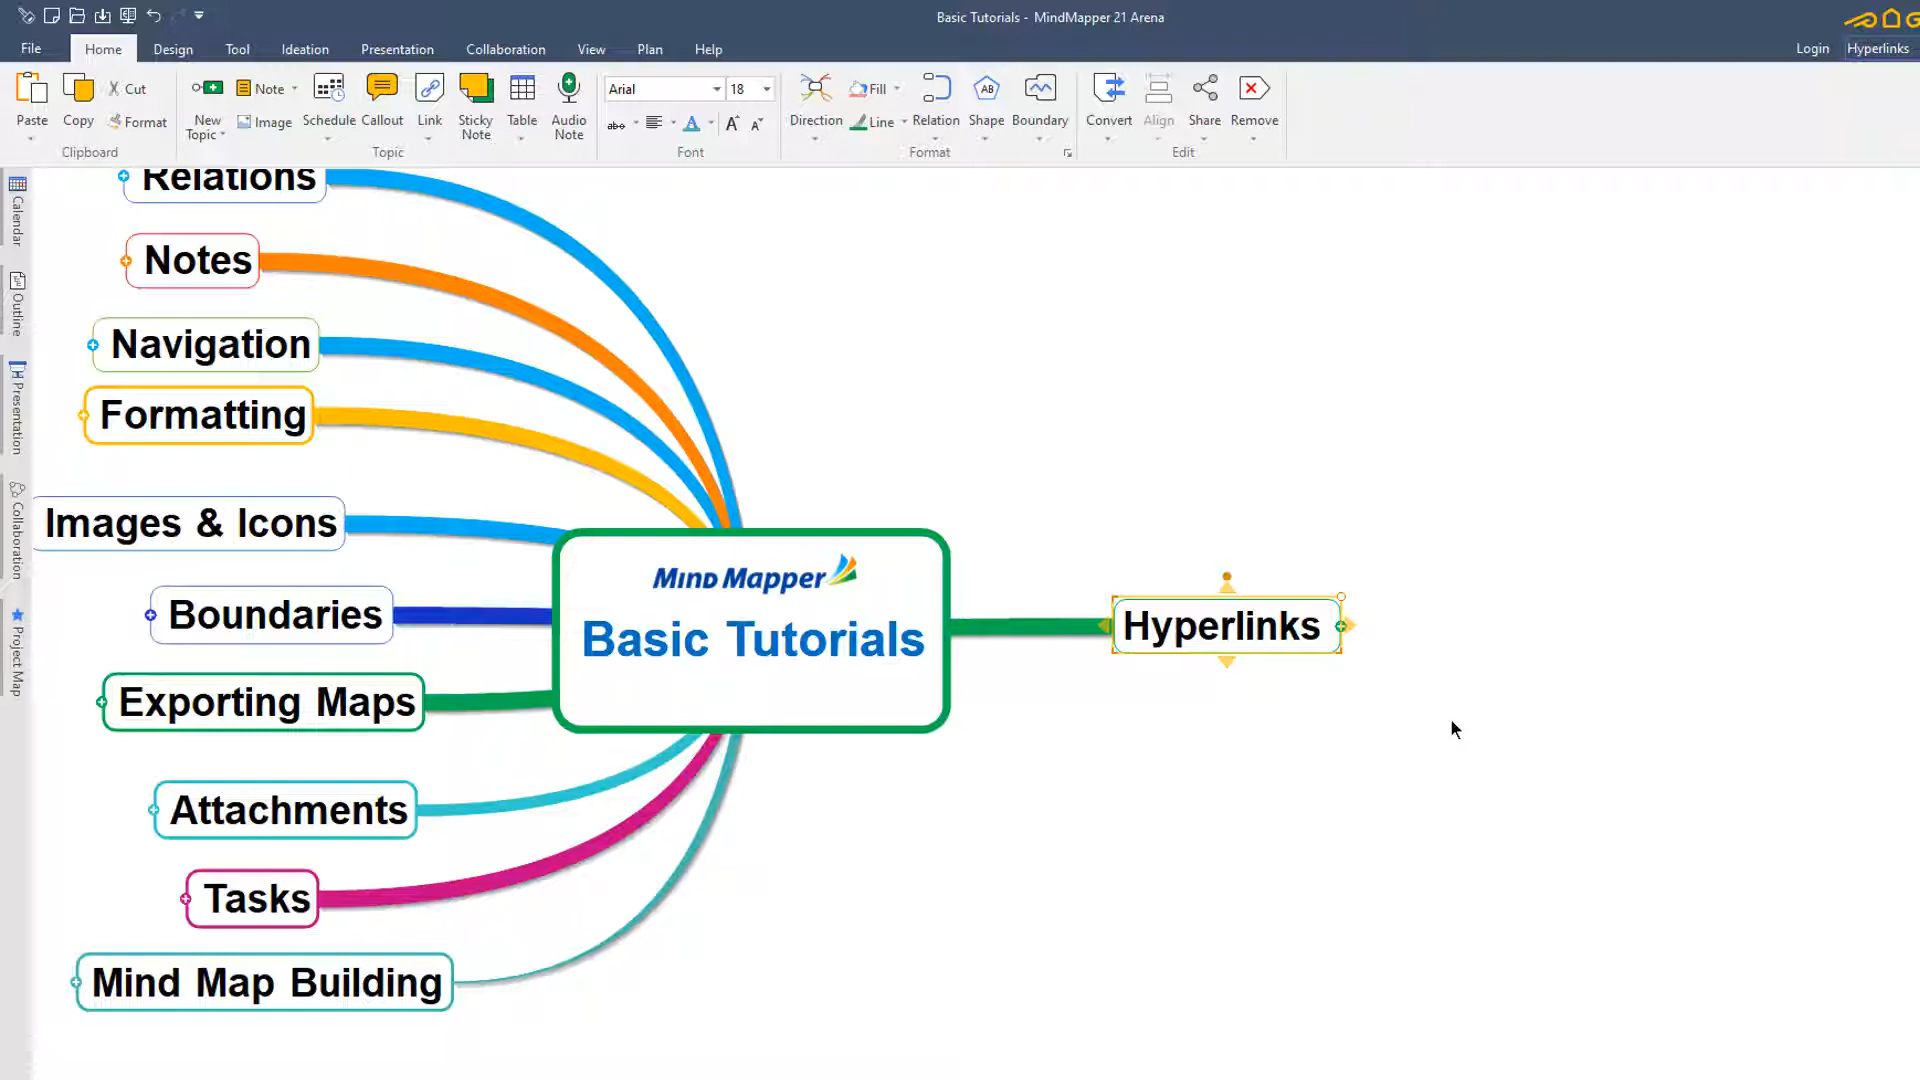 Basic Tutorials - MindMapper 21 Arena
File Home Design Tool Ideation Presentation Collaboration View Plan Help Login Hyperlinks
Paste
Copy
Cut
Format
Clipboard
New
Topic
Note
Image
Schedule
Callout
Link
Sticky
Note
Table
Audio
Note
Topic
Arial 18
abc A A A
Font
Direction
Fill
Line
Relation
AB
Shape
Boundary
Format
Convert
Align
Share
Remove
Edit
Calendar
Outline
Presentation
Collaboration
Project Map
Relations
Notes
Navigation
Formatting
Images & Icons
Boundaries
Exporting Maps
Attachments
Tasks
Mind Map Building
Mind Mapper
Basic Tutorials
Hyperlinks